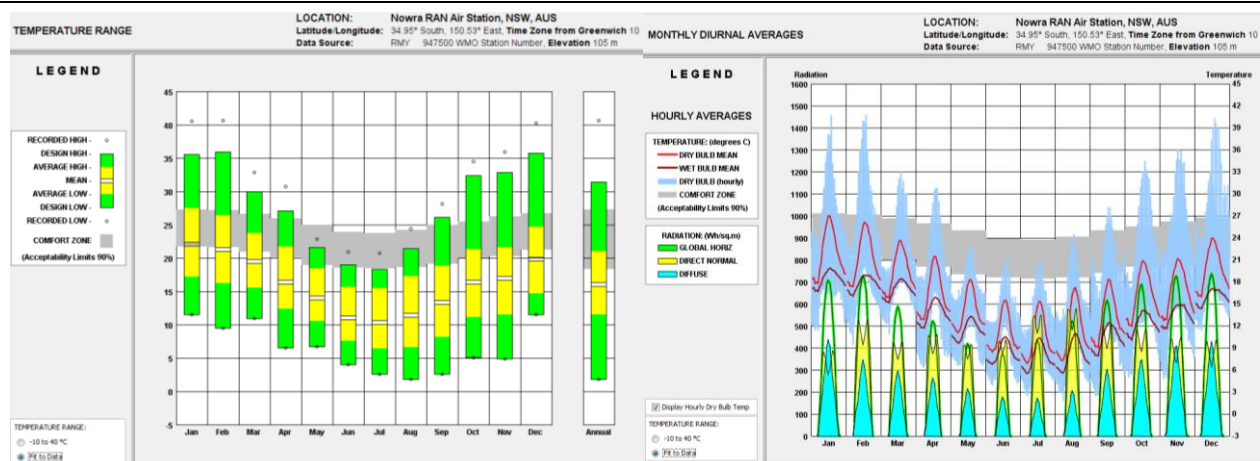 TEMPERATURE RANGE
LOCATION: Nowra RAN Air Station, NSW, AUS
Latitude/Longitude: 34.95° South, 150.53° East, Time Zone from Greenwich 10
Data Source: RMY 947500 WMO Station Number, Elevation 105 m
LEGEND
RECORDED HIGH -
DESIGN HIGH -
AVERAGE HIGH -
MEAN -
AVERAGE LOW -
DESIGN LOW -
RECORDED LOW -
COMFORT ZONE
(Acceptability Limits 90%)
TEMPERATURE RANGE:
-10 to 40 °C
Fit to Data
45
40
35
30
25
20
15
10
5
0
-5
Jan Feb Mar Apr May Jun Jul Aug Sep Oct Nov Dec Annual
MONTHLY DIURNAL AVERAGES
LOCATION: Nowra RAN Air Station, NSW, AUS
Latitude/Longitude: 34.95° South, 150.53° East, Time Zone from Greenwich 10
Data Source: RMY 947500 WMO Station Number, Elevation 105 m
LEGEND
HOURLY AVERAGES
TEMPERATURE: (degrees C)
DRY BULB MEAN
WET BULB MEAN
DRY BULB (hourly)
COMFORT ZONE
(Acceptability Limits 90%)
RADIATION: (Wh/sq.m)
GLOBAL HORIZ
DIRECT NORMAL
DIFFUSE
Display Hourly Dry Bulb Temp
TEMPERATURE RANGE:
-10 to 40 °C
Fit to Data
Radiation
1600
1500
1400
1300
1200
1100
1000
900
800
700
600
500
400
300
200
100
0
Temperature
45
42
39
36
33
30
27
24
21
18
15
12
9
6
3
0
-3
Jan Feb Mar Apr May Jun Jul Aug Sep Oct Nov Dec